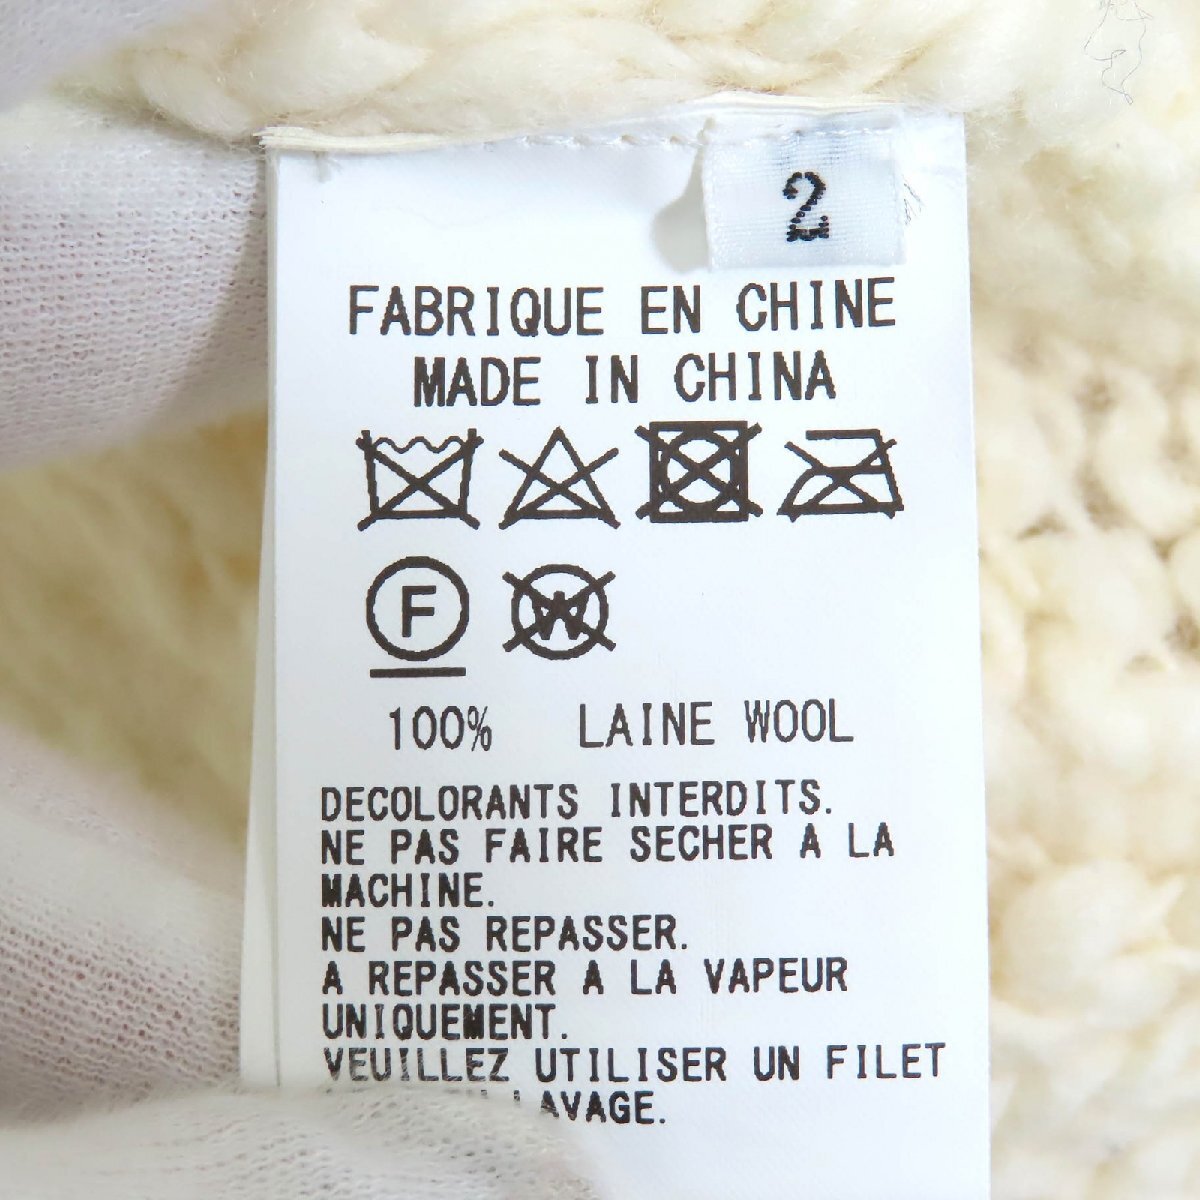 2
FABRIQUE EN CHINE
MADE IN CHINA
F W
100% LAINE WOOL
DECOLORANTS INTERDITS.
NE PAS FAIRE SECHER A LA
MACHINE.
NE PAS REPASSER.
A REPASSER A LA VAPEUR
UNIQUEMENT.
VEUILLEZ UTILISER UN FILET
LAVAGE.